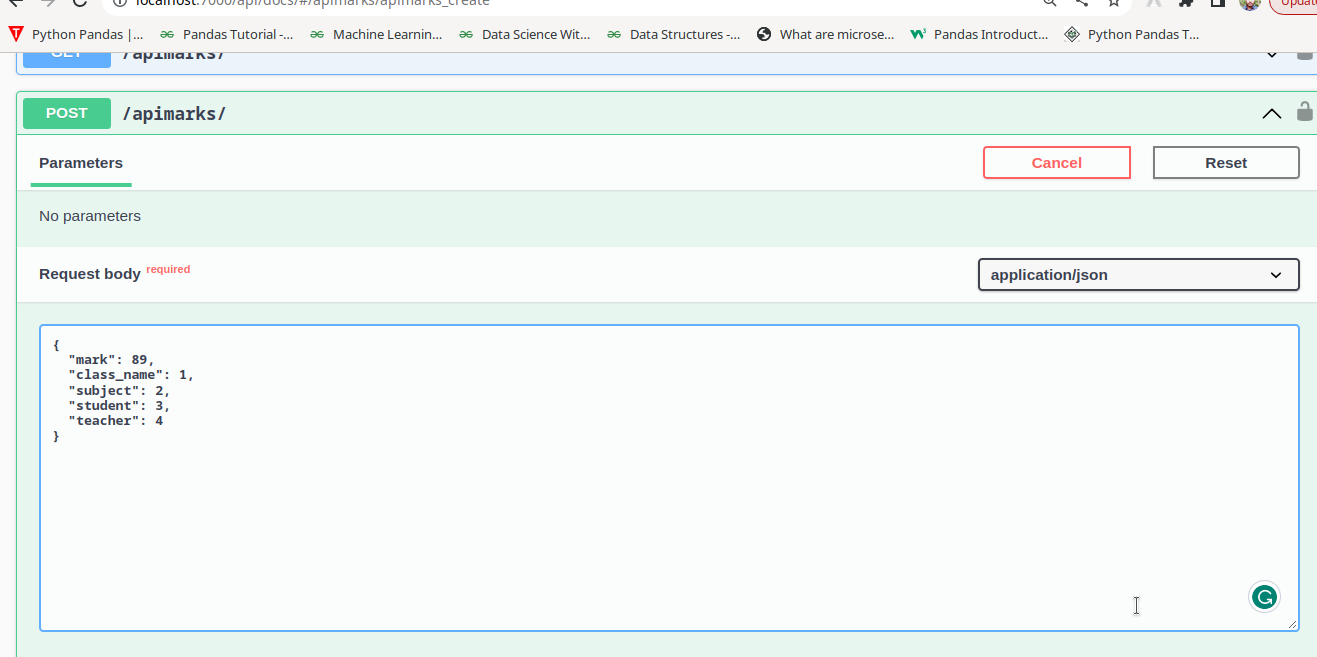 localhost:7000/api/docs/#/apimarks/apimarks_create
Update
Python Pandas |... Pandas Tutorial -... Machine Learnin... Data Science Wit... Data Structures -... What are microse... Pandas Introduct... Python Pandas T...
GET /apimarks/
POST /apimarks/
Parameters
Cancel
Reset
No parameters
Request body required
application/json
{
"mark": 89,
"class_name": 1,
"subject": 2,
"student": 3,
"teacher": 4
}